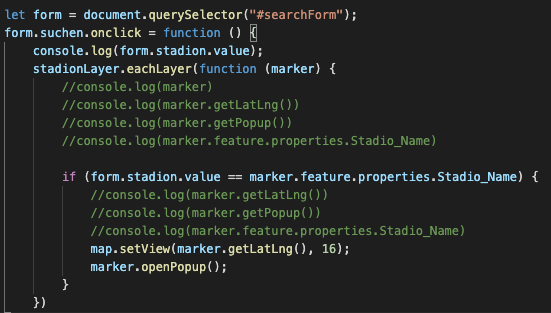 let form = document.querySelector("#searchForm");
form.suchen.onclick = function () {
    console.log(form.stadion.value);
    stadionLayer.eachLayer(function (marker) {
        //console.log(marker)
        //console.log(marker.getLatLng())
        //console.log(marker.getPopup())
        //console.log(marker.feature.properties.Stadio_Name)

        if (form.stadion.value == marker.feature.properties.Stadio_Name) {
            //console.log(marker.getLatLng())
            //console.log(marker.getPopup())
            //console.log(marker.feature.properties.Stadio_Name)
            map.setView(marker.getLatLng(), 16);
            marker.openPopup();
        }
    })